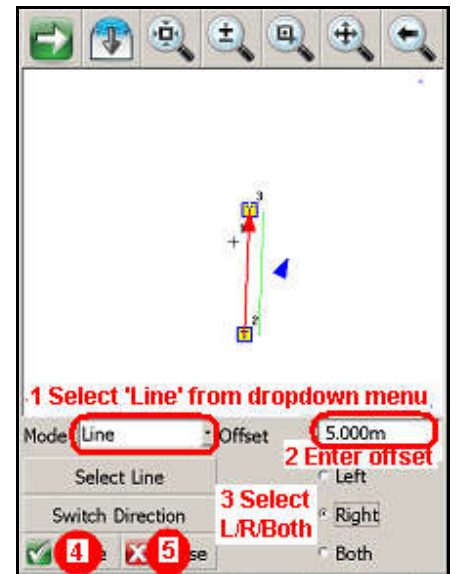 3
2
1 Select 'Line' from dropdown menu
Mode Line Offset 5.000m
2 Enter offset
Select Line
Left
3 Select
L/R/Both
Switch Direction
Right
4
5
Both